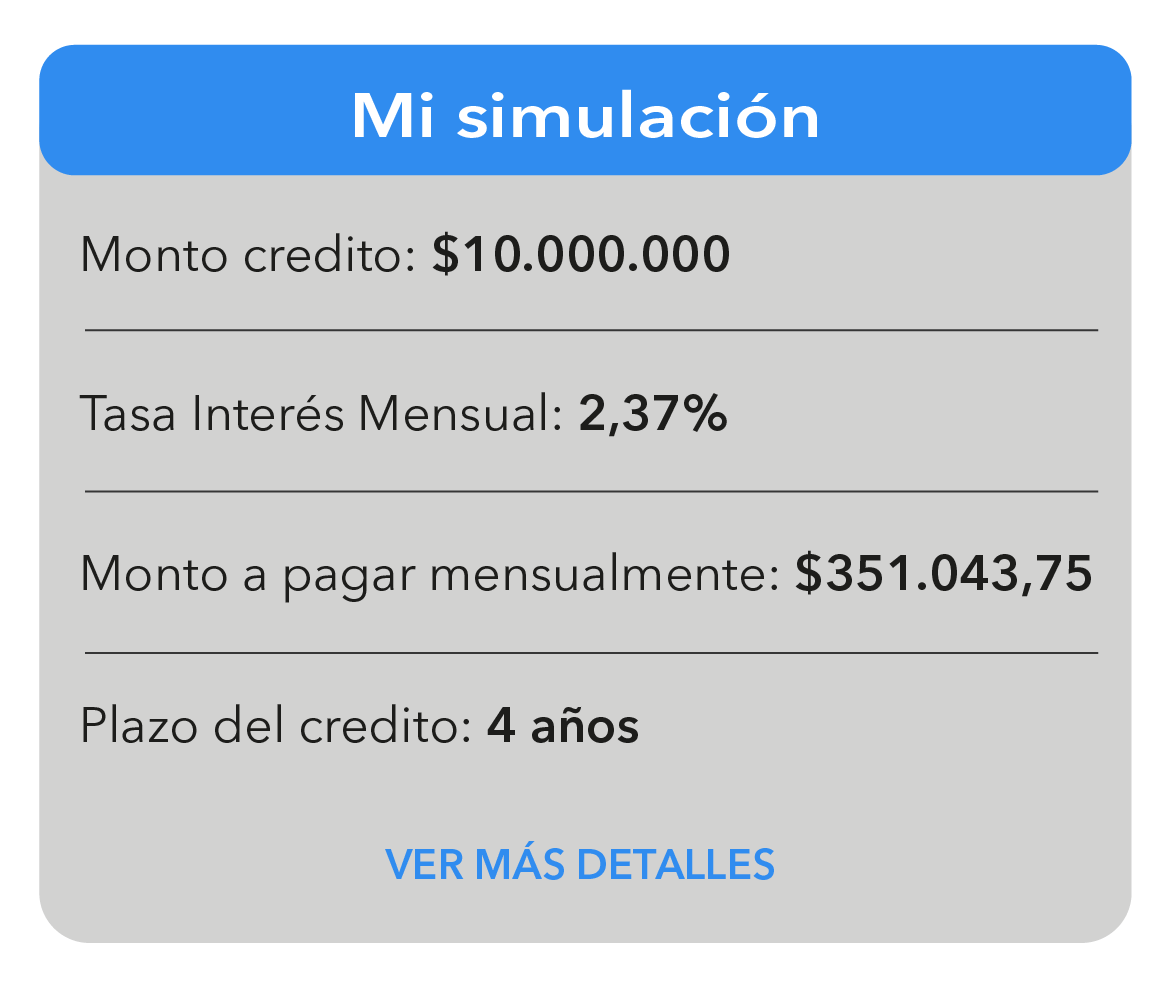 Mi simulación
Monto credito: $10.000.000
Tasa Interés Mensual: 2,37%
Monto a pagar mensualmente: $351.043,75
Plazo del credito: 4 años
VER MÁS DETALLES